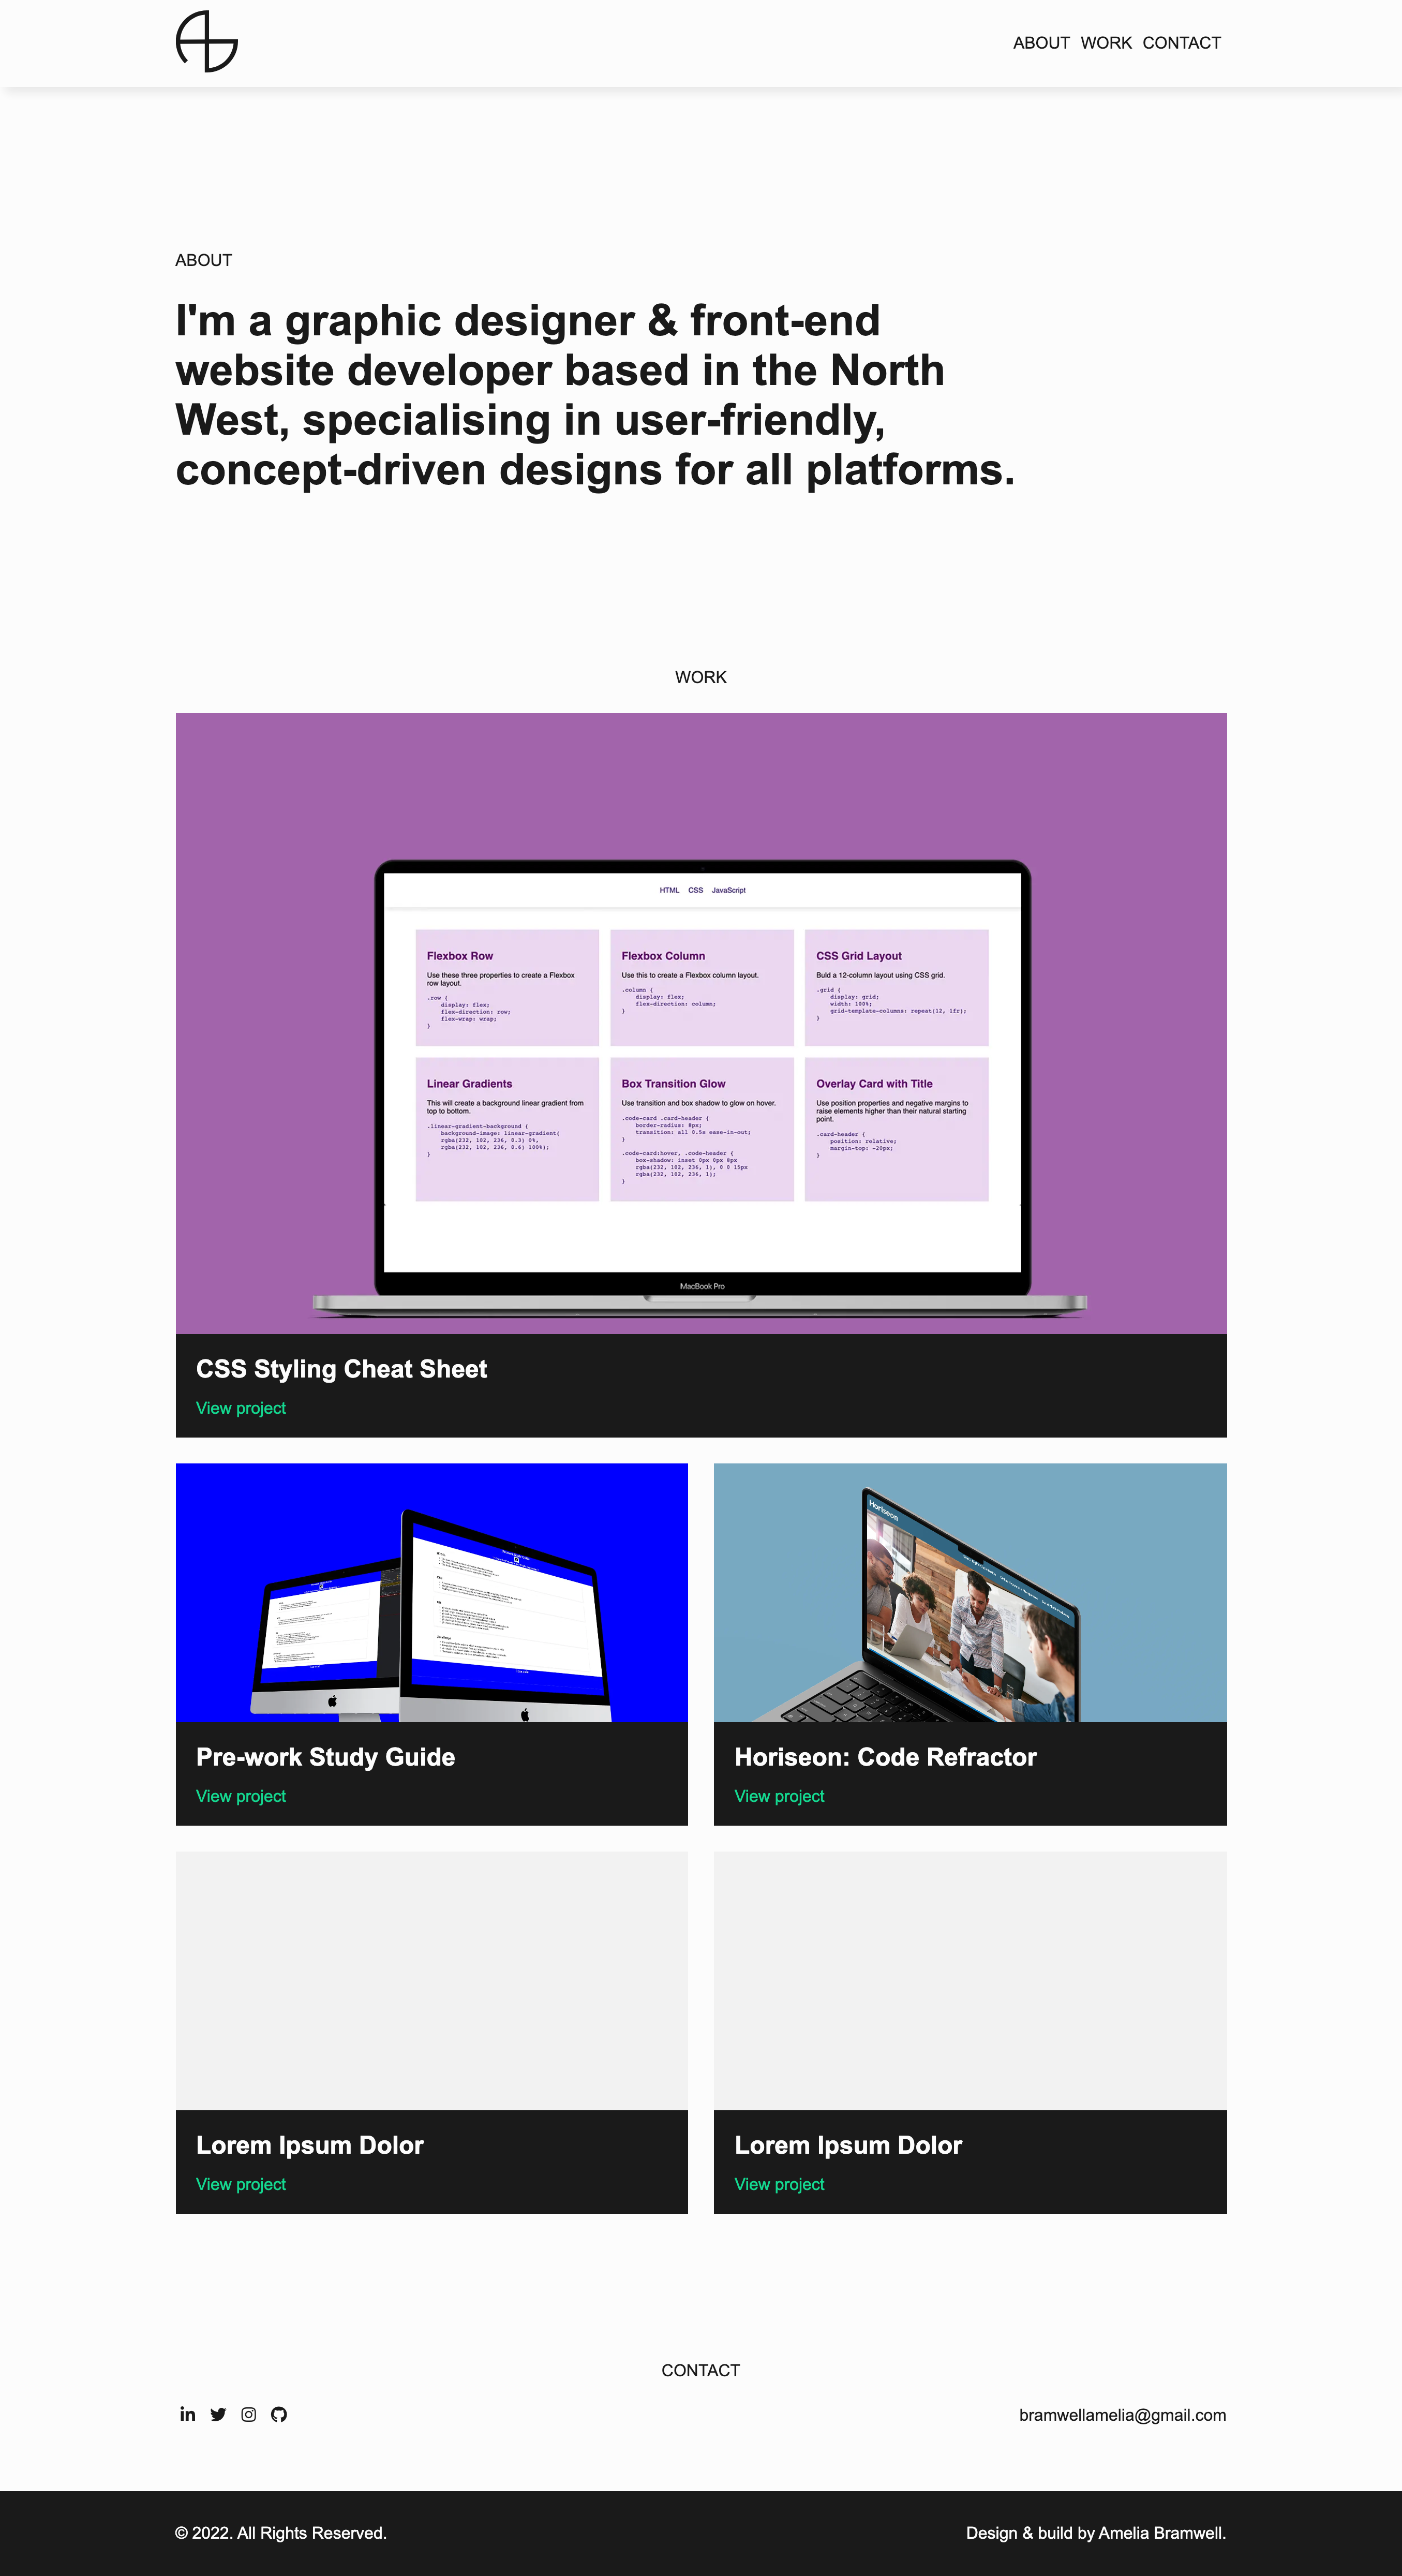 ABOUT WORK CONTACT
ABOUT
I'm a graphic designer & front-end
website developer based in the North
West, specialising in user-friendly,
concept-driven designs for all platforms.
WORK
HTML CSS JavaScript
Flexbox Row
Use these three properties to create a Flexbox
row layout.
.row {
display: flex;
flex-direction: row;
flex-wrap: wrap;
}
Flexbox Column
Use this to create a Flexbox column layout.
.column {
display: flex;
flex-direction: column;
}
CSS Grid Layout
Buld a 12-column layout using CSS grid.
.grid {
display: grid;
width: 100%;
grid-template-columns: repeat(12, 1fr);
}
Linear Gradients
This will create a background linear gradient from
top to bottom.
.linear-gradient-background {
background-image: linear-gradient(
rgba(232, 102, 236, 0.3) 0%,
rgba(232, 102, 236, 0.6) 100%);
}
Box Transition Glow
Use transition and box shadow to glow on hover.
.code-card .card-header {
border-radius: 8px;
transition: all 0.5s ease-in-out;
}
.code-card:hover, .code-header {
box-shadow: inset 0px 0px 8px
rgba(232, 102, 236, 1), 0 0 15px
rgba(232, 102, 236, 1);
}
Overlay Card with Title
Use position properties and negative margins to
raise elements higher than their natural starting
point.
.card-header {
position: relative;
margin-top: -20px;
}
MacBook Pro
CSS Styling Cheat Sheet
View project
Horiseon
Pre-work Study Guide
View project
Horiseon: Code Refractor
View project
Lorem Ipsum Dolor
View project
Lorem Ipsum Dolor
View project
CONTACT
in
bramwellamelia@gmail.com
© 2022. All Rights Reserved.
Design & build by Amelia Bramwell.